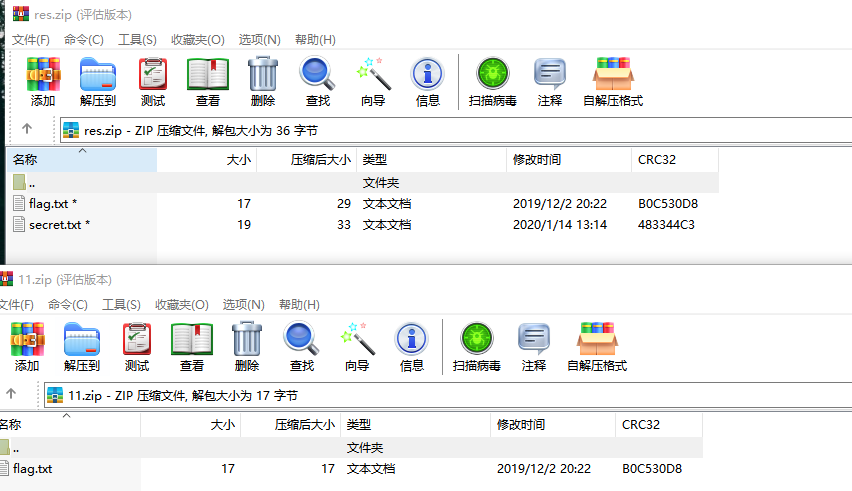 res.zip (评估版本)
文件(F) 命令(C) 工具(S) 收藏夹(O) 选项(N) 帮助(H)
添加 解压到 测试 查看 删除 查找 向导 信息 扫描病毒 注释 自解压格式
res.zip - ZIP 压缩文件, 解包大小为 36 字节
名称 大小 压缩后大小 类型 修改时间 CRC32
.. 文件夹
flag.txt * 17 29 文本文档 2019/12/2 20:22 B0C530D8
secret.txt * 19 33 文本文档 2020/1/14 13:14 483344C3
11.zip (评估版本)
文件(F) 命令(C) 工具(S) 收藏夹(O) 选项(N) 帮助(H)
添加 解压到 测试 查看 删除 查找 向导 信息 扫描病毒 注释 自解压格式
11.zip - ZIP 压缩文件, 解包大小为 17 字节
名称 大小 压缩后大小 类型 修改时间 CRC32
.. 文件夹
flag.txt 17 17 文本文档 2019/12/2 20:22 B0C530D8